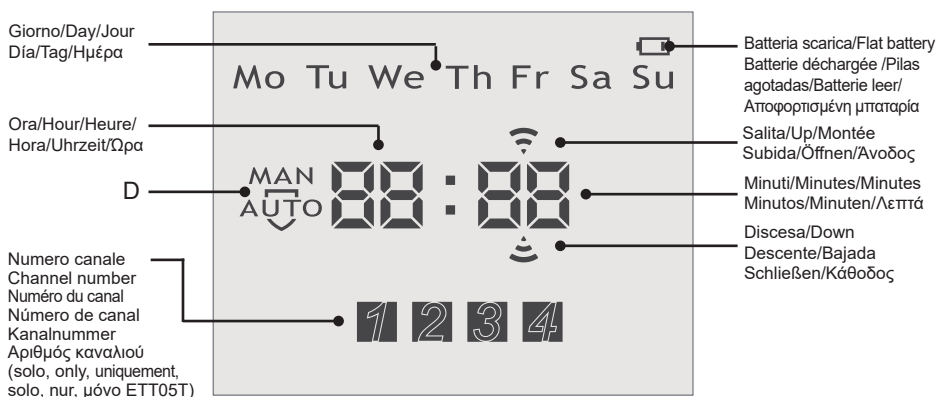 Giorno/Day/Jour
Día/Tag/Ημέρα
Mo Tu We Th Fr Sa Su
Batteria scarica/Flat battery
Batterie déchargée /Pilas
agotadas/Batterie leer/
Αποφορτισμένη μπαταρία
Ora/Hour/Heure/
Hora/Uhrzeit/Ώρα
Salita/Up/Montée
Subida/Öffnen/Άνοδος
D
MAN
AUTO
88:88
Minuti/Minutes/Minutes
Minutos/Minuten/Λεπτά
Discesa/Down
Descente/Bajada
Schließen/Κάθοδος
Numero canale
Channel number
Numéro du canal
Número de canal
Kanalnummer
Αριθμός καναλιού
(solo, only, uniquement,
solo, nur, μόνο ETT05T)
1 2 3 4